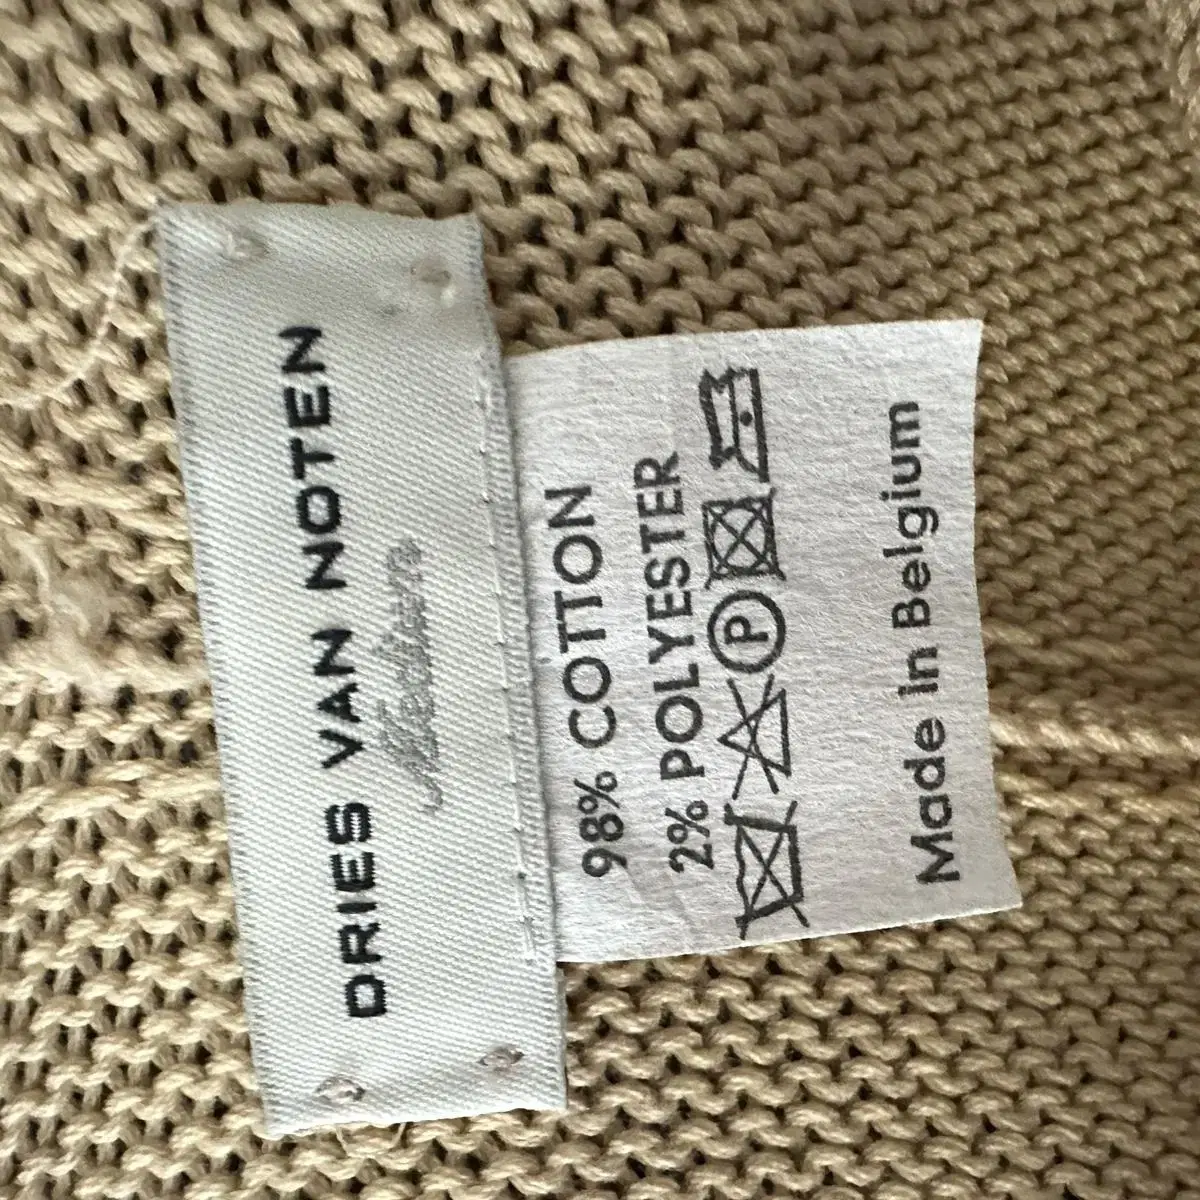 DRIES VAN NOTEN
98% COTTON
2% POLYESTER
P
Made in Belgium